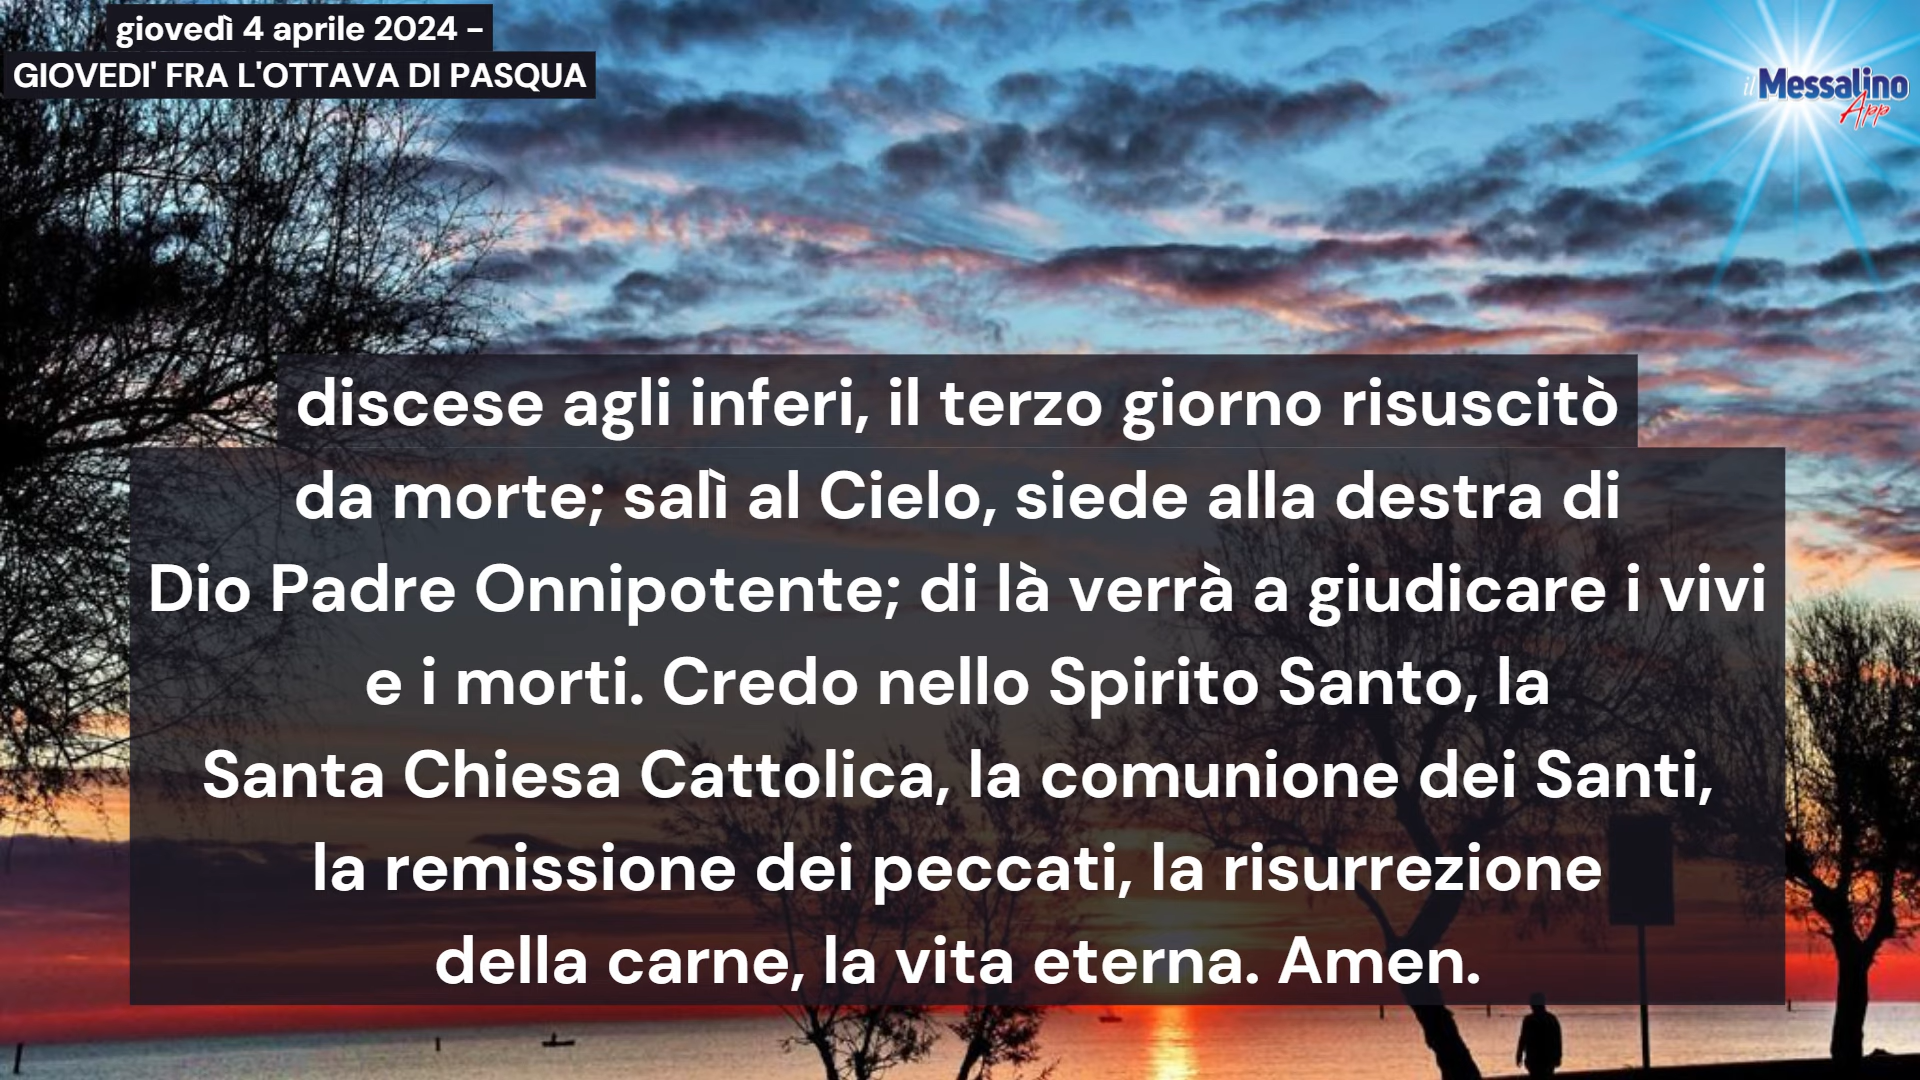 giovedì 4 aprile 2024 -
GIOVEDI' FRA L'OTTAVA DI PASQUA
il Messalino
App
discese agli inferi, il terzo giorno risuscitò
da morte; salì al Cielo, siede alla destra di
Dio Padre Onnipotente; di là verrà a giudicare i vivi
e i morti. Credo nello Spirito Santo, la
Santa Chiesa Cattolica, la comunione dei Santi,
la remissione dei peccati, la risurrezione
della carne, la vita eterna. Amen.